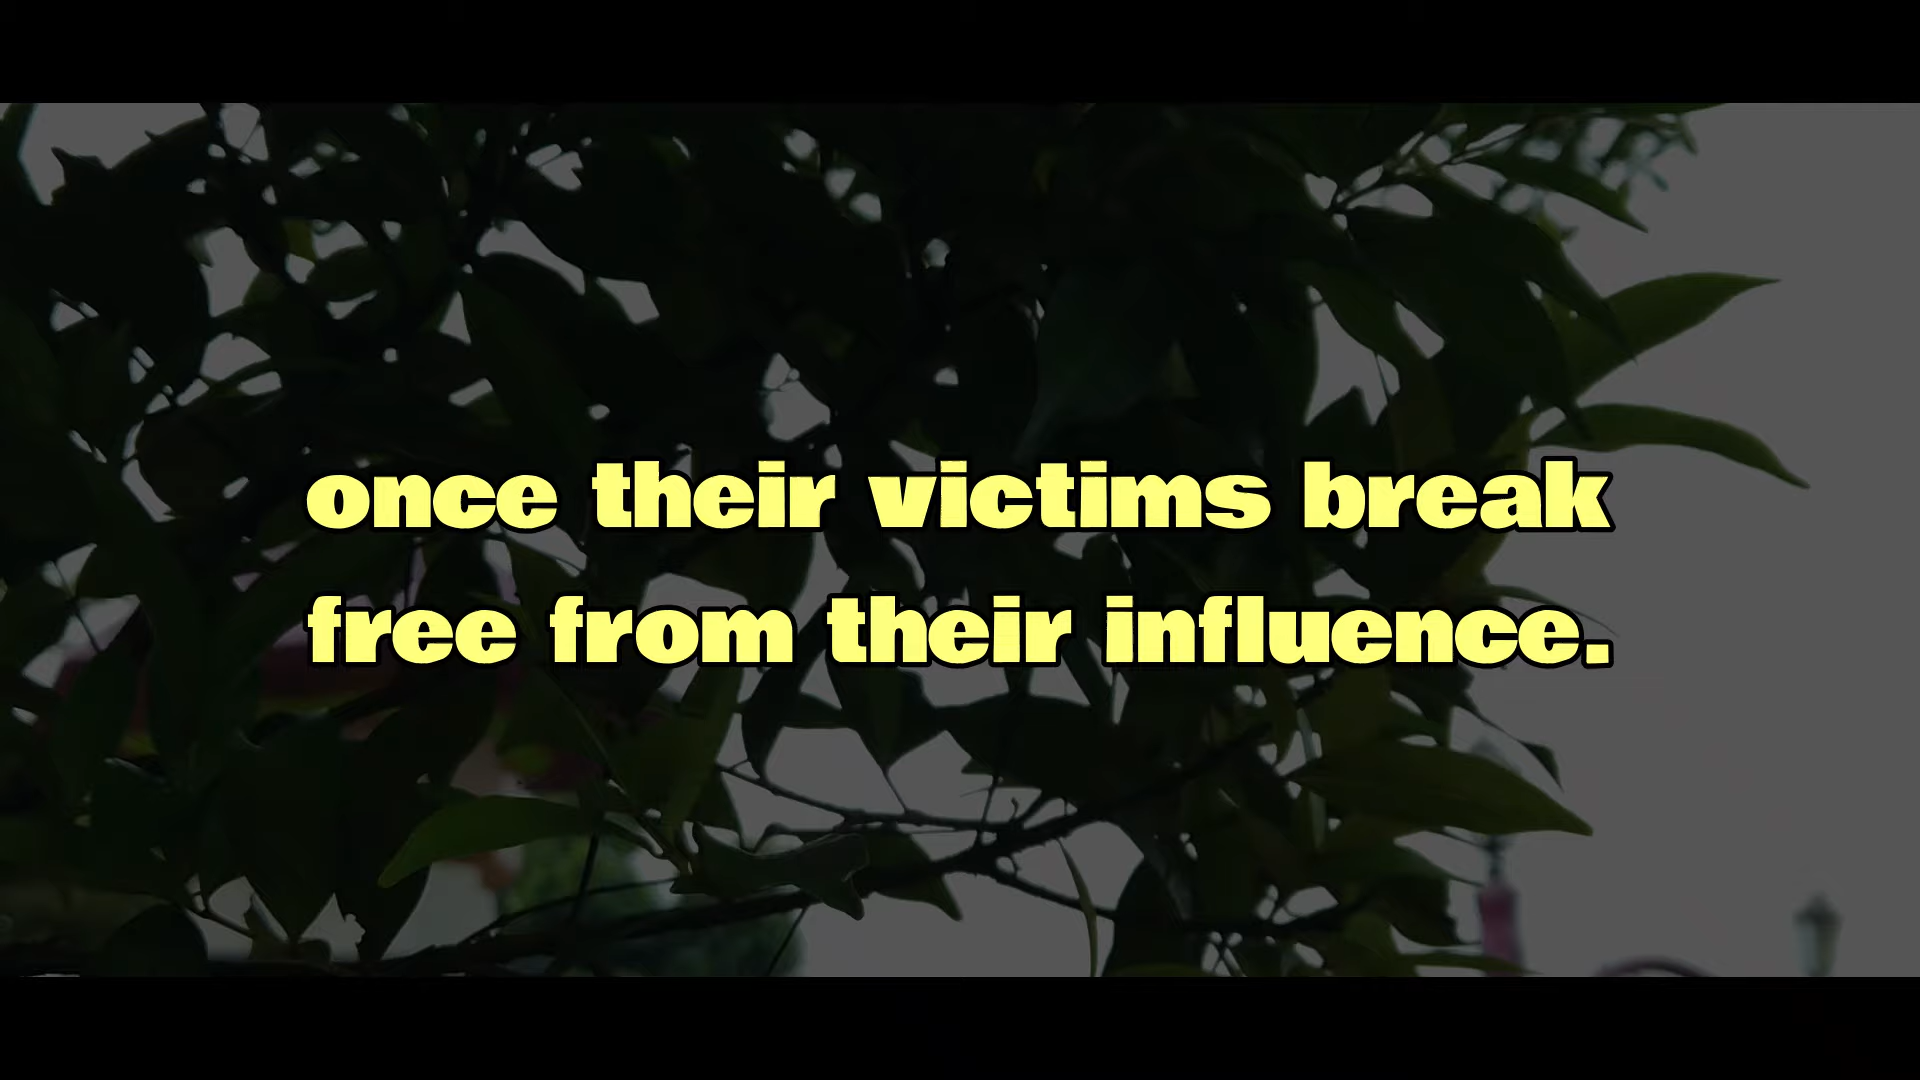 once their victims break
free from their influence.